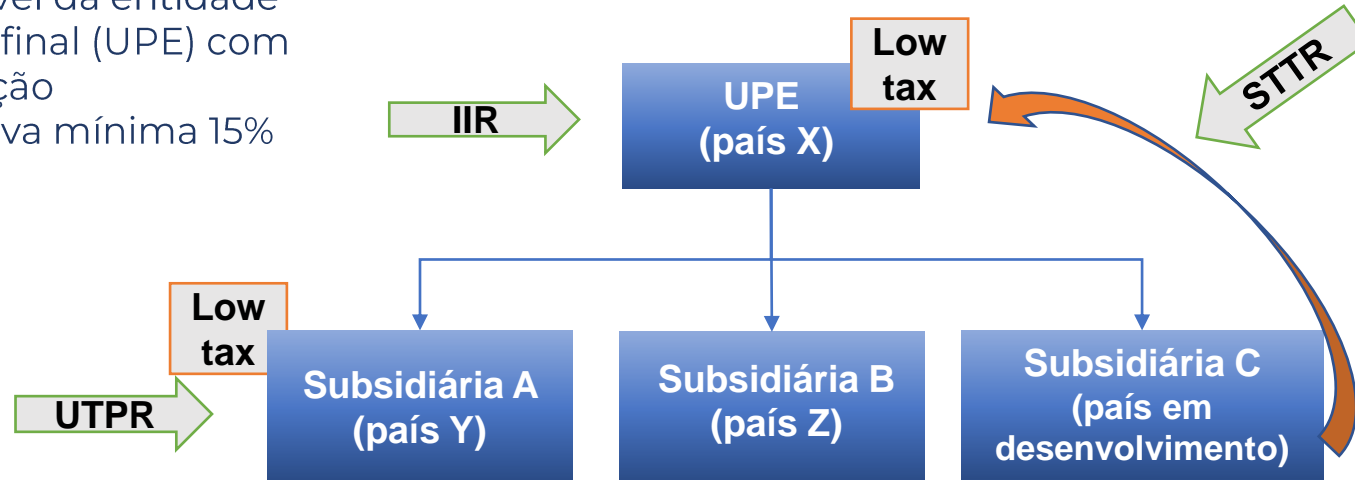 final (UPE) com
ção
va mínima 15%
Low
tax
STTR
UPE
(país X)
IIR
Low
tax
UTPR
Subsidiária A
(país Y)
Subsidiária B
(país Z)
Subsidiária C
(país em
desenvolvimento)